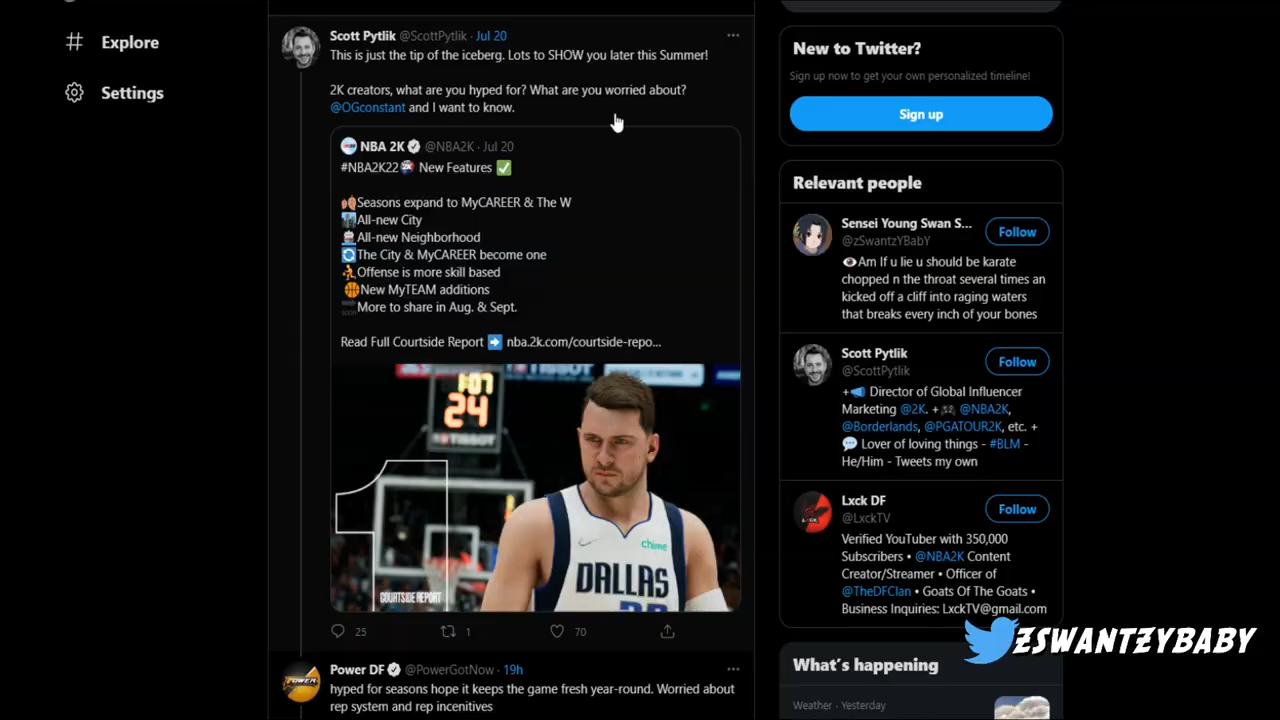 Explore
Settings
Scott Pytlik @ScottPytlik · Jul 20
This is just the tip of the iceberg. Lots to SHOW you later this Summer!
2K creators, what are you hyped for? What are you worried about?
@OGconstant and I want to know.
NBA 2K @NBA2K · Jul 20
#NBA2K22 New Features
Seasons expand to MyCAREER & The W
All-new City
All-new Neighborhood
The City & MyCAREER become one
Offense is more skill based
New MyTEAM additions
More to share in Aug. & Sept.
Read Full Courtside Report nba.2k.com/courtside-repo...
1:07
24
TISSOT
1
chime
DALLAS
COURTSIDE REPORT
25
1
70
Power DF @PowerGotNow · 19h
hyped for seasons hope it keeps the game fresh year-round. Worried about
rep system and rep incenitives
New to Twitter?
Sign up now to get your own personalized timeline!
Sign up
Relevant people
Sensei Young Swan S...
@zSwantzYBabY
Follow
Am If u lie u should be karate
chopped n the throat several times an
kicked off a cliff into raging waters
that breaks every inch of your bones
Scott Pytlik
@ScottPytlik
Follow
+ Director of Global Influencer
Marketing @2K. + @NBA2K,
@Borderlands, @PGATOUR2K, etc. +
Lover of loving things - #BLM -
He/Him - Tweets my own
Lxck DF
@LxckTV
Follow
Verified YouTuber with 350,000
Subscribers • @NBA2K Content
Creator/Streamer • Officer of
@TheDFClan • Goats Of The Goats •
Business Inquiries: LxckTV@gmail.com
ZSWANTZYBABY
What's happening
Weather · Yesterday